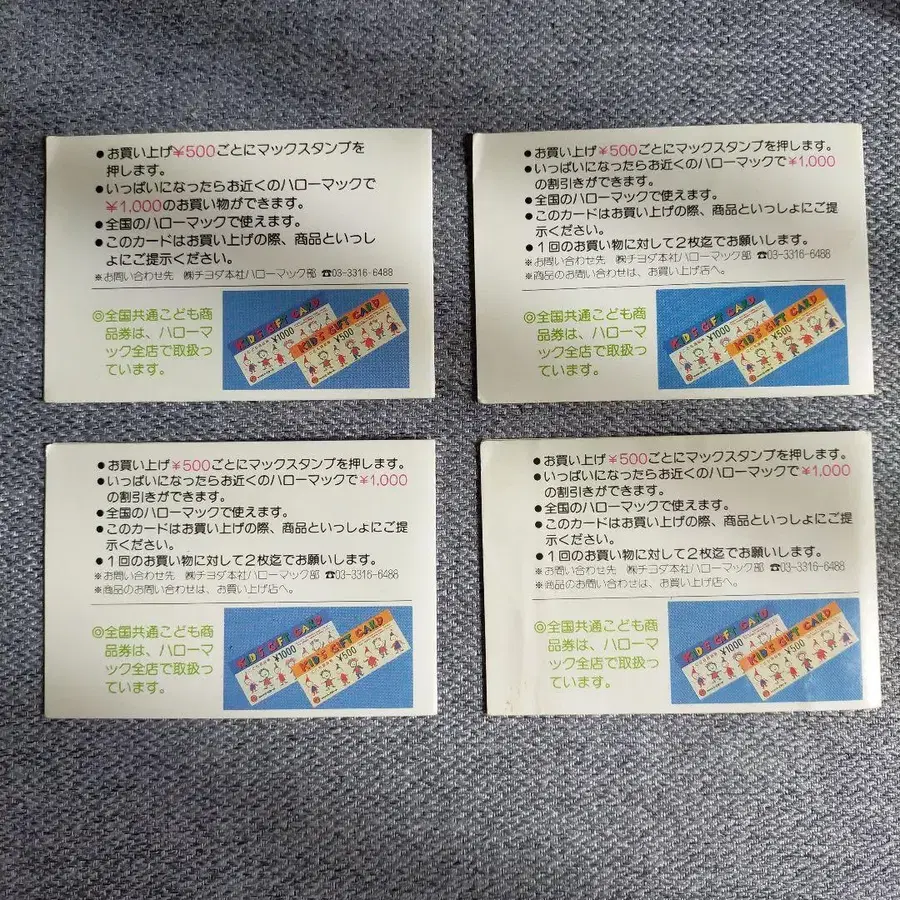 ●お買い上げ¥500ごとにマックスタンプを
押します。
●いっぱいになったらお近くのハローマックで
¥1,000のお買い物ができます。
●全国のハローマックで使えます。
●このカードはお買い上げの際、商品といっし
ょにご提示ください。
※お問い合わせ先 ㈱チヨダ本社ハローマック部 ☎03-3316-6488
◎全国共通こども商
品券は、ハローマ
ック全店で取扱っ
ています。
KID'S GIFT CARD
¥1000
KID'S GIFT CARD
¥500
●お買い上げ¥500ごとにマックスタンプを押します。
●いっぱいになったらお近くのハローマックで¥1,000
の割引きができます。
●全国のハローマックで使えます。
●このカードはお買い上げの際、商品といっしょにご提
示ください。
●1回のお買い物に対して2枚迄でお願いします。
※お問い合わせ先 ㈱チヨダ本社ハローマック部 ☎03-3316-6488
※商品のお問い合わせは、お買い上げ店へ。
◎全国共通こども商
品券は、ハローマ
ック全店で取扱っ
ています。
KID'S GIFT CARD
¥1000
KID'S GIFT CARD
¥500
●お買い上げ¥500ごとにマックスタンプを押します。
●いっぱいになったらお近くのハローマックで¥1,000
の割引きができます。
●全国のハローマックで使えます。
●このカードはお買い上げの際、商品といっしょにご提
示ください。
●1回のお買い物に対して2枚迄でお願いします。
※お問い合わせ先 ㈱チヨダ本社ハローマック部 ☎03-3316-6488
※商品のお問い合わせは、お買い上げ店へ。
◎全国共通こども商
品券は、ハローマ
ック全店で取扱っ
ています。
KID'S GIFT CARD
¥1000
KID'S GIFT CARD
¥500
●お買い上げ¥500ごとにマックスタンプを押します。
●いっぱいになったらお近くのハローマックで¥1,000
の割引きができます。
●全国のハローマックで使えます。
●このカードはお買い上げの際、商品といっしょにご提
示ください。
●1回のお買い物に対して2枚迄でお願いします。
※お問い合わせ先 ㈱チヨダ本社ハローマック部 ☎03-3316-6488
※商品のお問い合わせは、お買い上げ店へ。
◎全国共通こども商
品券は、ハローマ
ック全店で取扱っ
ています。
KID'S GIFT CARD
¥1000
KID'S GIFT CARD
¥500